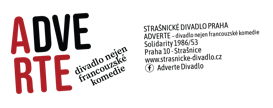 ADVE
RTE
divadlo nejen
francouzské
komedie
STRAŠNICKÉ DIVADLO PRAHA
ADVERTE – divadlo nejen francouzské komedie
Solidarity 1986/53
Praha 10 - Strašnice
www.strasnicke-divadlo.cz
f Adverte Divadlo